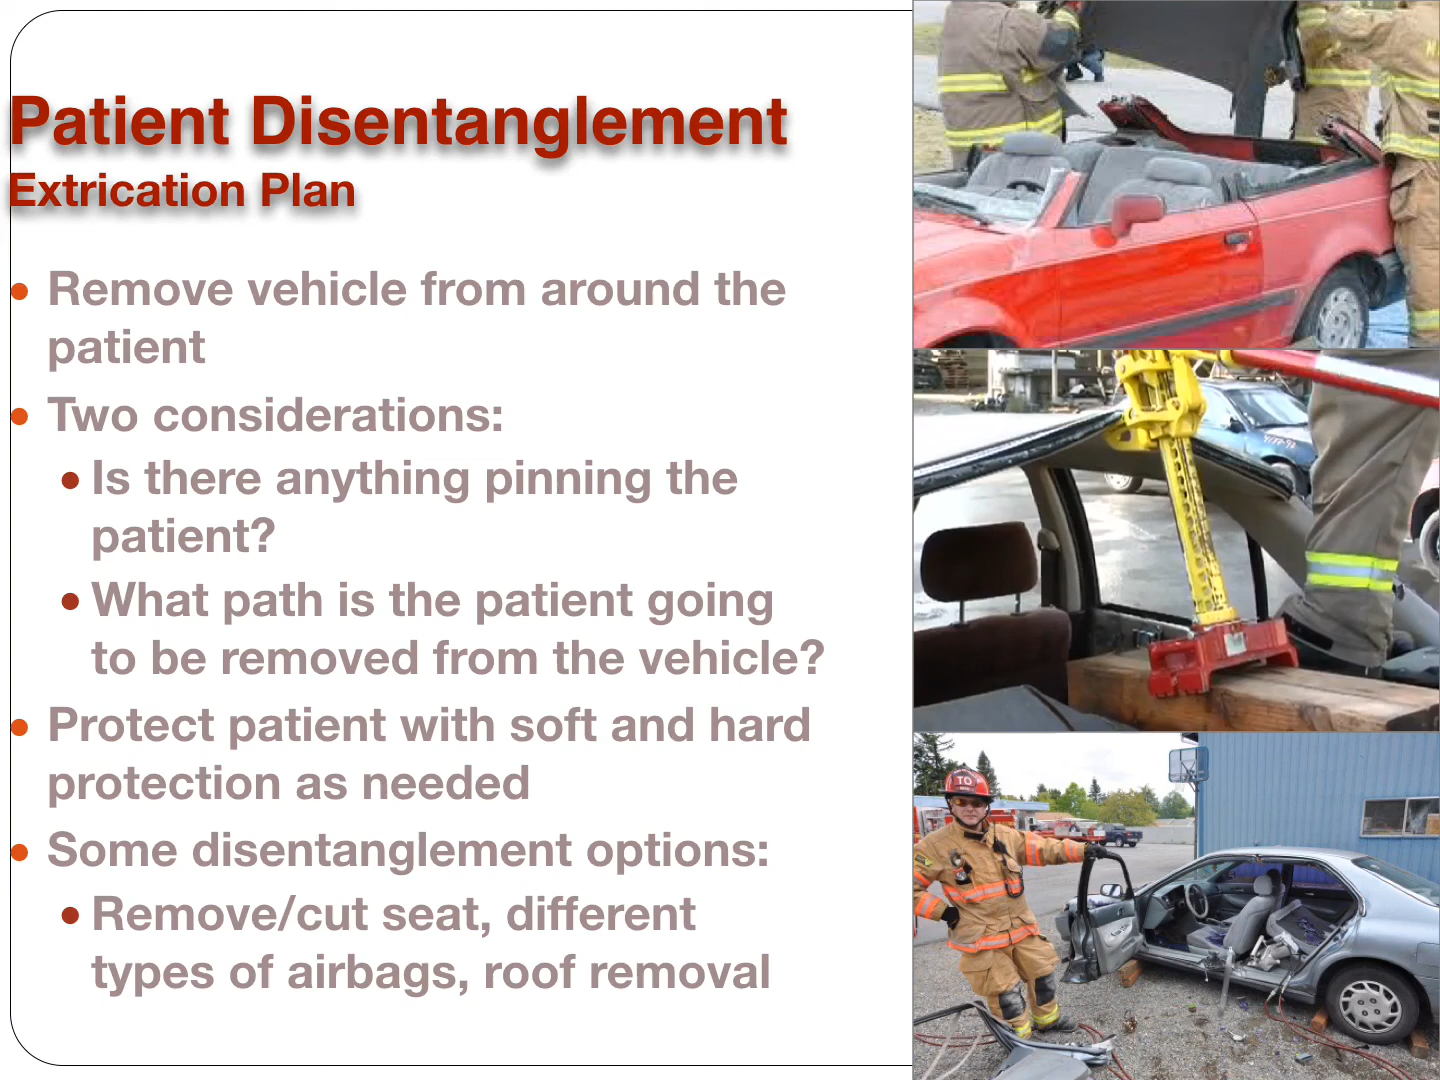 Patient Disentanglement
Extrication Plan
• Remove vehicle from around the
patient
• Two considerations:
• Is there anything pinning the
patient?
• What path is the patient going
to be removed from the vehicle?
• Protect patient with soft and hard
protection as needed
• Some disentanglement options:
• Remove/cut seat, different
types of airbags, roof removal
TO